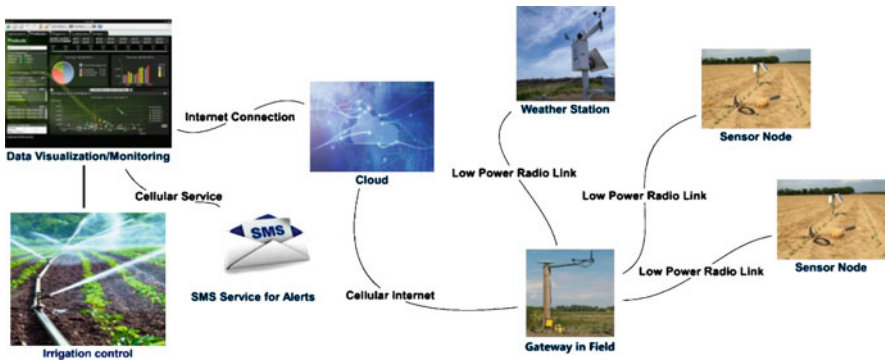 Weather Station
Internet Connection
Data Visualization/Monitoring
Sensor Node
Low Power Radio Link
Cloud
Cellular Service
Low Power Radio Link
SMS
Sensor Node
Low Power Radio Link
SMS Service for Alerts
Cellular Internet
Irrigation control
Gateway in Field